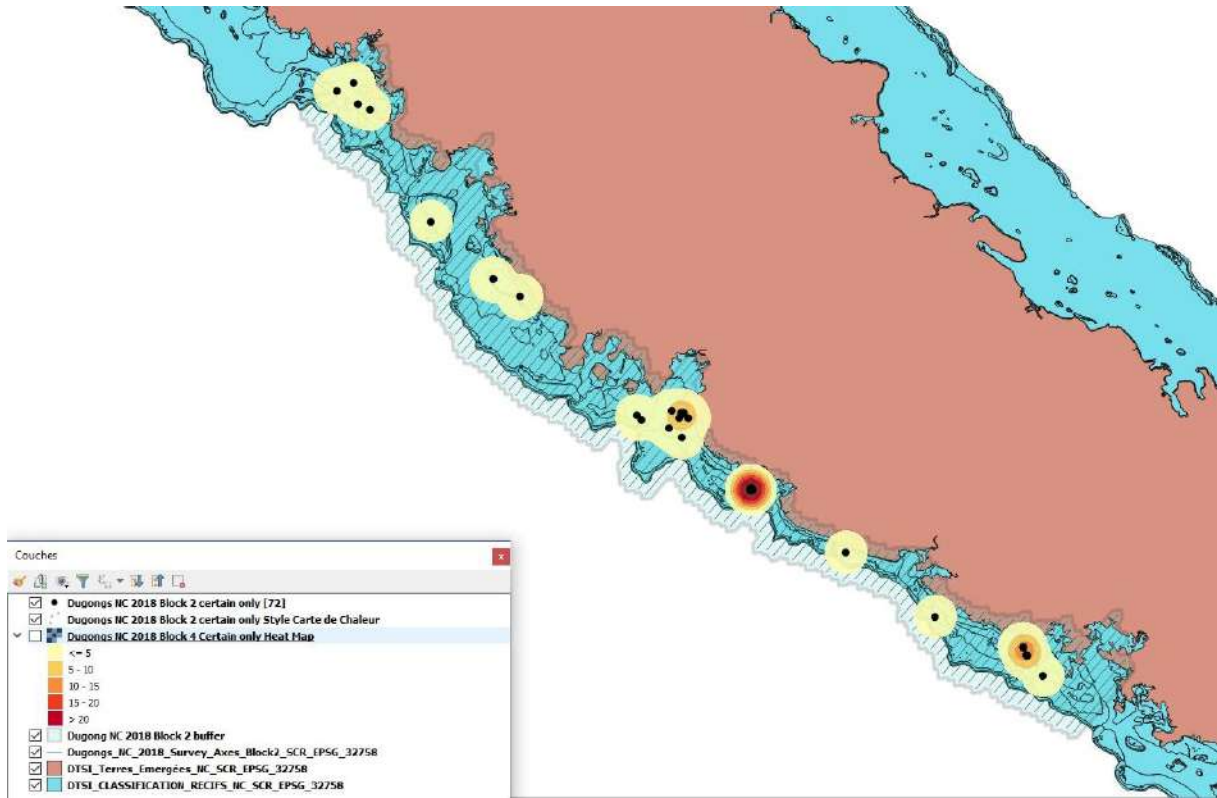 Couches
Dugongs NC 2018 Block 2 certain only [72]
Dugongs NC 2018 Block 2 certain only Style Carte de Chaleur
Dugongs NC 2018 Block 4 Certain only Heat Map
<= 5
5 - 10
10 - 15
15 - 20
> 20
Dugong NC 2018 Block 2 buffer
Dugongs_NC_2018_Survey_Axes_Block2_SCR_EPSG_32758
DTSI_Terres_Emergées_NC_SCR_EPSG_32758
DTSI_CLASSIFICATION_RECIFS_NC_SCR_EPSG_32758